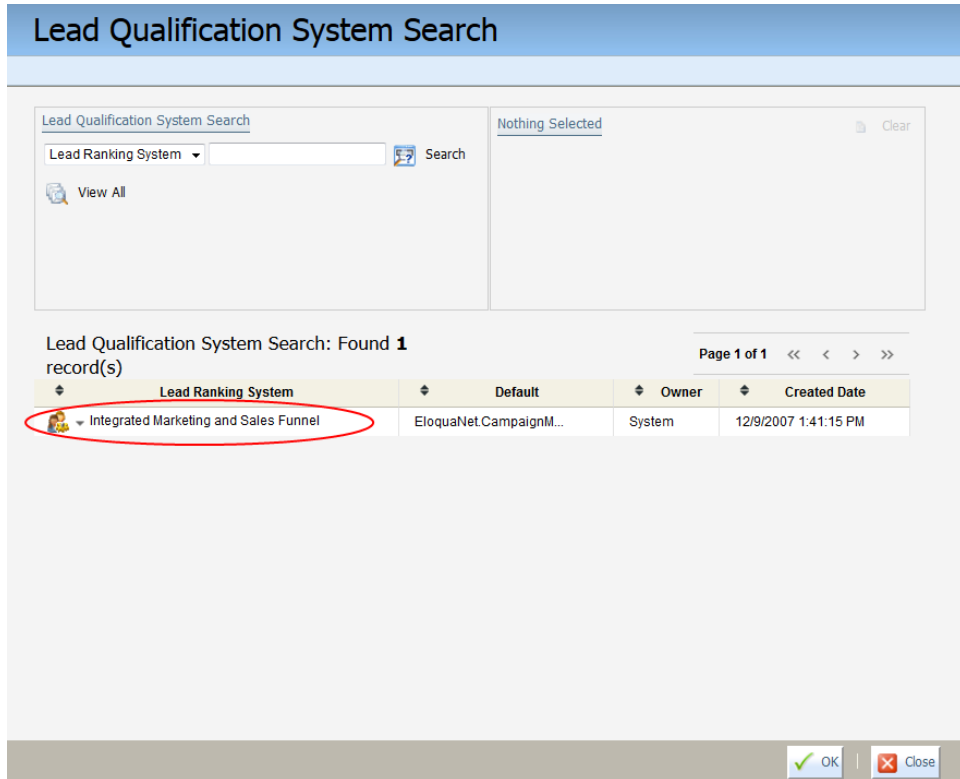 Lead Qualification System Search
Lead Qualification System Search
Nothing Selected
Clear
Lead Ranking System
Search
View All
Lead Qualification System Search: Found 1
record(s)
Page 1 of 1 << < > >>
Lead Ranking System Default Owner Created Date
Integrated Marketing and Sales Funnel EloquaNet.CampaignM... System 12/9/2007 1:41:15 PM
OK | Close